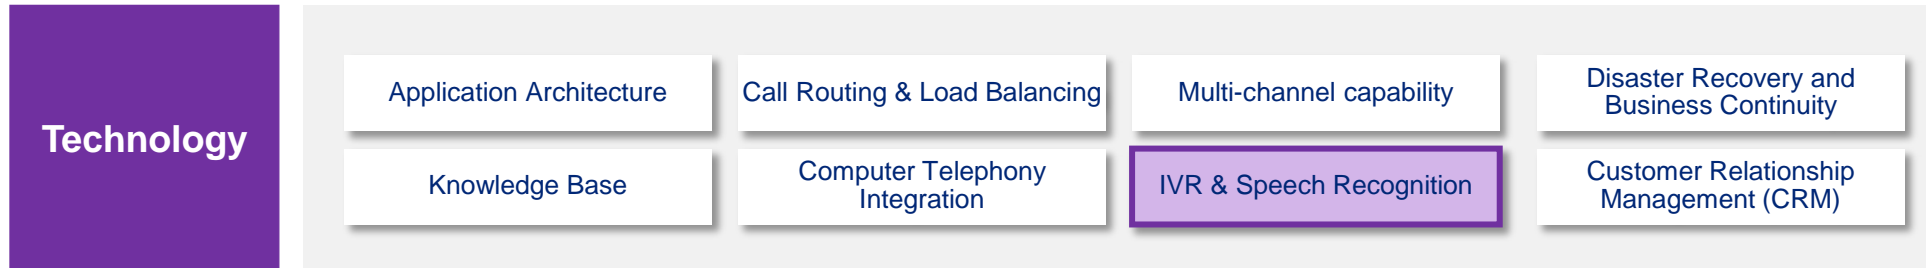 Technology
Application Architecture
Call Routing & Load Balancing
Multi-channel capability
Disaster Recovery and
Business Continuity
Knowledge Base
Computer Telephony
Integration
IVR & Speech Recognition
Customer Relationship
Management (CRM)